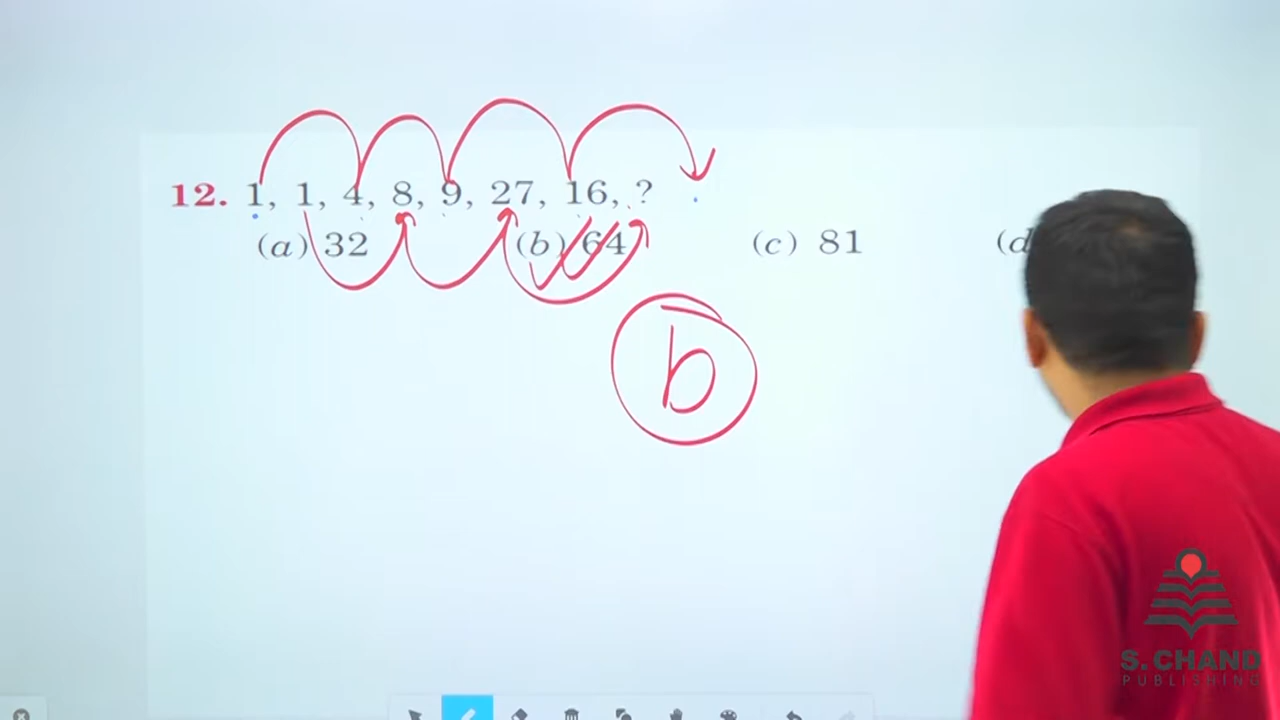 12. 1, 1, 4, 8, 9, 27, 16, ?
(a) 32 (b) 64 (c) 81 (d
b
S. CHAND
PUBLISHING